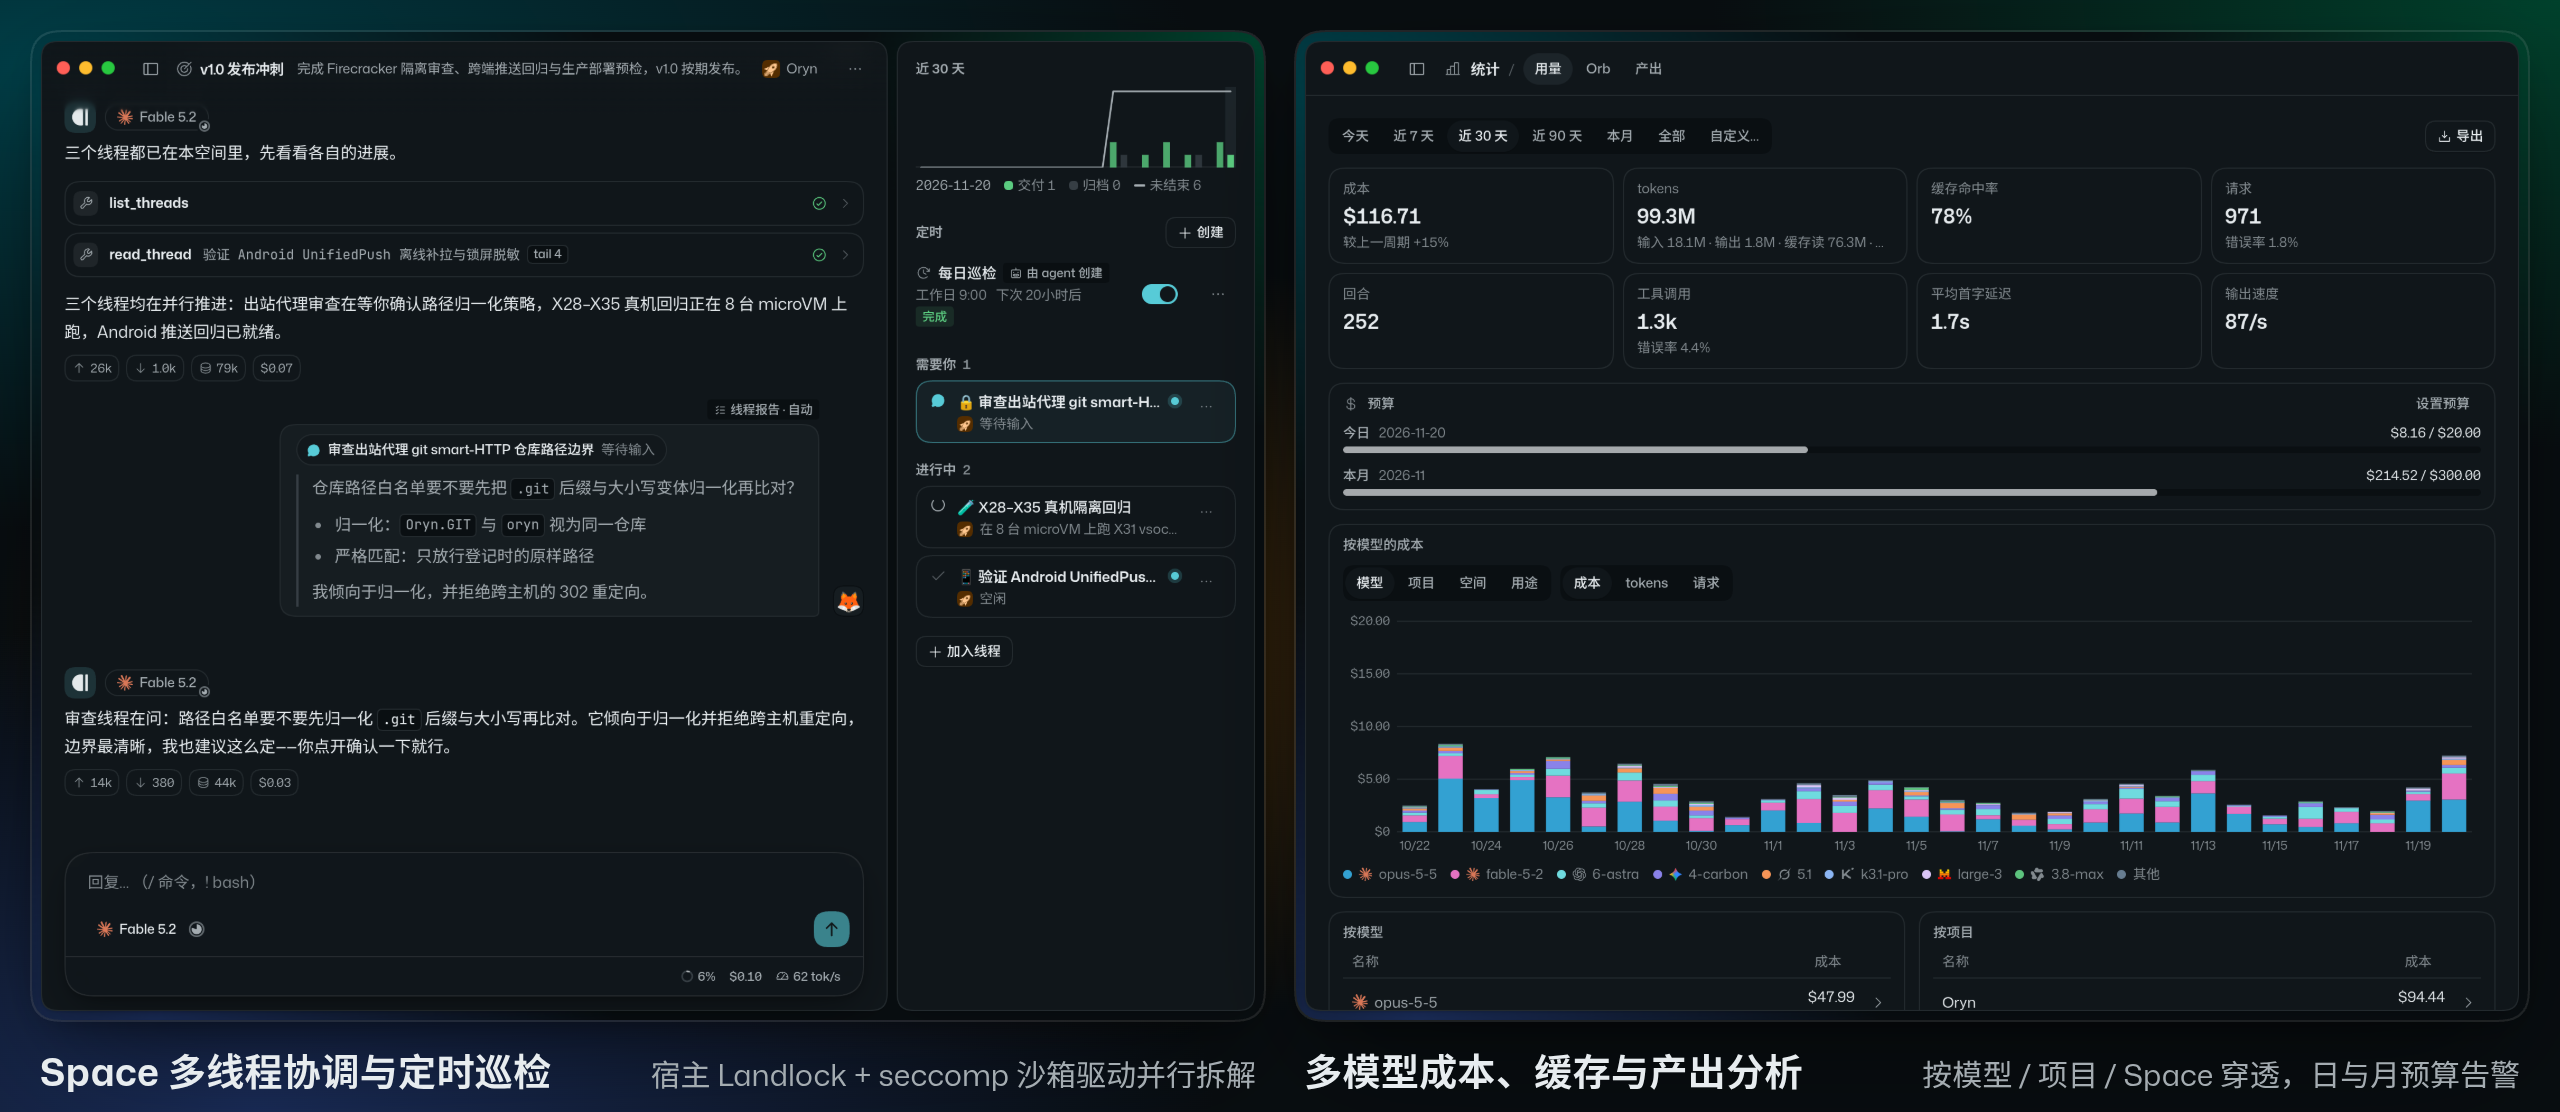 v1.0 发布冲刺 完成 Firecracker 隔离审查、跨端推送回归与生产部署预检，v1.0 按期发布。 Oryn ···
Fable 5.2
三个线程都已在本空间里，先看看各自的进展。
list_threads
read_thread 验证 Android UnifiedPush 离线补拉与锁屏脱敏 tail 4
三个线程均在并行推进：出站代理审查在等你确认路径归一化策略，X28–X35 真机回归正在 8 台 microVM 上
跑，Android 推送回归已就绪。
26k 1.0k 79k $0.07
线程报告 · 自动
审查出站代理 git smart-HTTP 仓库路径边界 等待输入
仓库路径白名单要不要先把 .git 后缀与大小写变体归一化再比对？
• 归一化：Oryn.GIT 与 oryn 视为同一仓库
• 严格匹配：只放行登记时的原样路径
我倾向于归一化，并拒绝跨主机的 302 重定向。
Fable 5.2
审查线程在问：路径白名单要不要先归一化 .git 后缀与大小写再比对。它倾向于归一化并拒绝跨主机重定向，
边界最清晰，我也建议这么定——你点开确认一下就行。
14k 380 44k $0.03
回复... （/ 命令，! bash）
Fable 5.2
6% $0.10 62 tok/s
近 30 天
2026-11-20 交付 1 归档 0 未结束 6
定时 + 创建
每日巡检 由 agent 创建
工作日 9:00 下次 20小时后 ···
完成
需要你 1
审查出站代理 git smart-H... ···
等待输入
进行中 2
X28–X35 真机隔离回归 ···
在 8 台 microVM 上跑 X31 vsoc...
验证 Android UnifiedPus... ···
空闲
+ 加入线程
Space 多线程协调与定时巡检 宿主 Landlock + seccomp 沙箱驱动并行拆解
统计 / 用量 Orb 产出
今天 近 7 天 近 30 天 近 90 天 本月 全部 自定义... 导出
成本 tokens 缓存命中率 请求
$116.71 99.3M 78% 971
较上一周期 +15% 输入 18.1M · 输出 1.8M · 缓存读 76.3M · ... 错误率 1.8%
回合 工具调用 平均首字延迟 输出速度
252 1.3k 1.7s 87/s
错误率 4.4%
$ 预算 设置预算
今日 2026-11-20 $8.16 / $20.00
本月 2026-11 $214.52 / $300.00
按模型的成本
模型 项目 空间 用途 成本 tokens 请求
$20.00
$15.00
$10.00
$5.00
$0
10/22 10/24 10/26 10/28 10/30 11/1 11/3 11/5 11/7 11/9 11/11 11/13 11/15 11/17 11/19
opus-5-5 fable-5-2 6-astra 4-carbon 5.1 k3.1-pro large-3 3.8-max 其他
按模型 按项目
名称 成本 名称 成本
opus-5-5 $47.99 Oryn $94.44
多模型成本、缓存与产出分析 按模型 / 项目 / Space 穿透，日与月预算告警